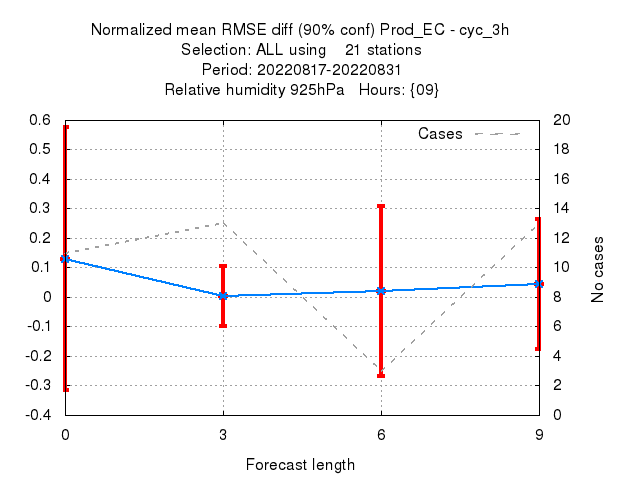 Normalized mean RMSE diff (90% conf) Prod_EC - cyc_3h
Selection: ALL using    21 stations
Period: 20220817-20220831
Relative humidity 925hPa   Hours: {09}
Cases
0.6
0.5
0.4
0.3
0.2
0.1
0
-0.1
-0.2
-0.3
-0.4
20
18
16
14
12
10
8
6
4
2
0
No cases
0 3 6 9
Forecast length